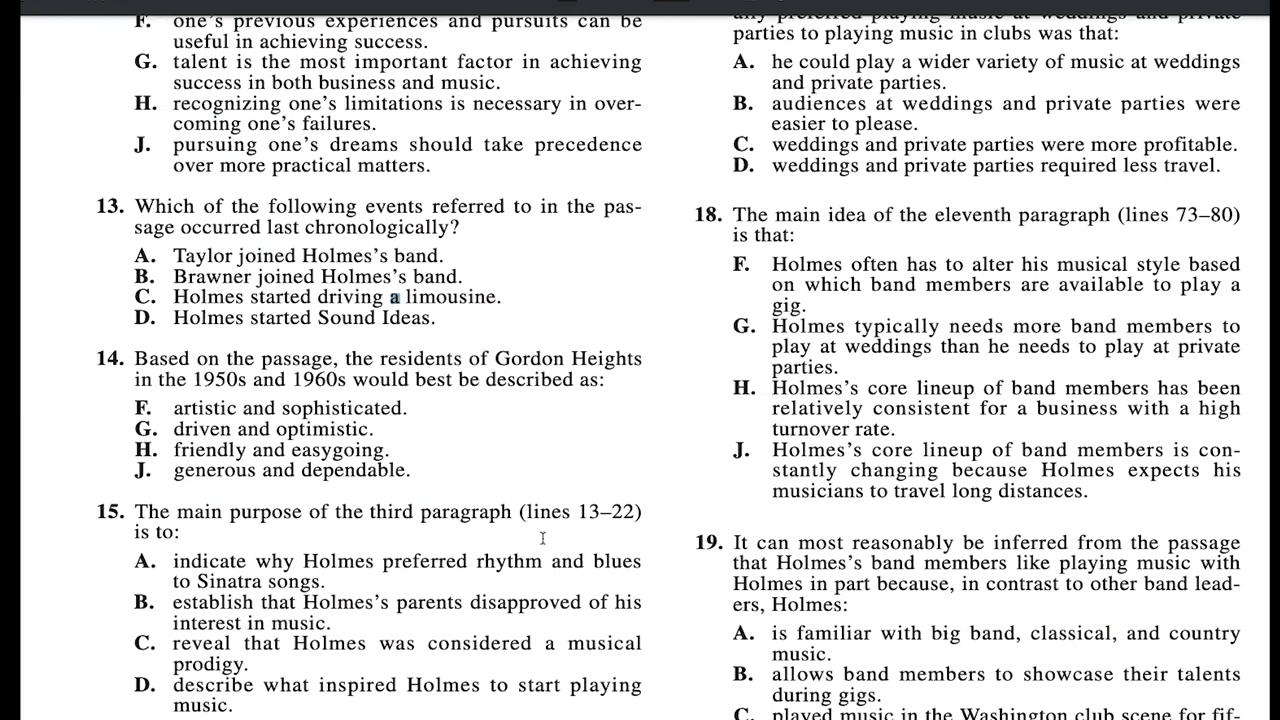 F. one's previous experiences and pursuits can be
useful in achieving success.
G. talent is the most important factor in achieving
success in both business and music.
H. recognizing one's limitations is necessary in over-
coming one's failures.
J. pursuing one's dreams should take precedence
over more practical matters.
13. Which of the following events referred to in the pas-
sage occurred last chronologically?
A. Taylor joined Holmes's band.
B. Brawner joined Holmes's band.
C. Holmes started driving a limousine.
D. Holmes started Sound Ideas.
14. Based on the passage, the residents of Gordon Heights
in the 1950s and 1960s would best be described as:
F. artistic and sophisticated.
G. driven and optimistic.
H. friendly and easygoing.
J. generous and dependable.
15. The main purpose of the third paragraph (lines 13–22)
is to:
A. indicate why Holmes preferred rhythm and blues
to Sinatra songs.
B. establish that Holmes's parents disapproved of his
interest in music.
C. reveal that Holmes was considered a musical
prodigy.
D. describe what inspired Holmes to start playing
music.
any preferred playing music at weddings and private
parties to playing music in clubs was that:
A. he could play a wider variety of music at weddings
and private parties.
B. audiences at weddings and private parties were
easier to please.
C. weddings and private parties were more profitable.
D. weddings and private parties required less travel.
18. The main idea of the eleventh paragraph (lines 73–80)
is that:
F. Holmes often has to alter his musical style based
on which band members are available to play a
gig.
G. Holmes typically needs more band members to
play at weddings than he needs to play at private
parties.
H. Holmes's core lineup of band members has been
relatively consistent for a business with a high
turnover rate.
J. Holmes's core lineup of band members is con-
stantly changing because Holmes expects his
musicians to travel long distances.
19. It can most reasonably be inferred from the passage
that Holmes's band members like playing music with
Holmes in part because, in contrast to other band lead-
ers, Holmes:
A. is familiar with big band, classical, and country
music.
B. allows band members to showcase their talents
during gigs.
C. played music in the Washington club scene for fif-